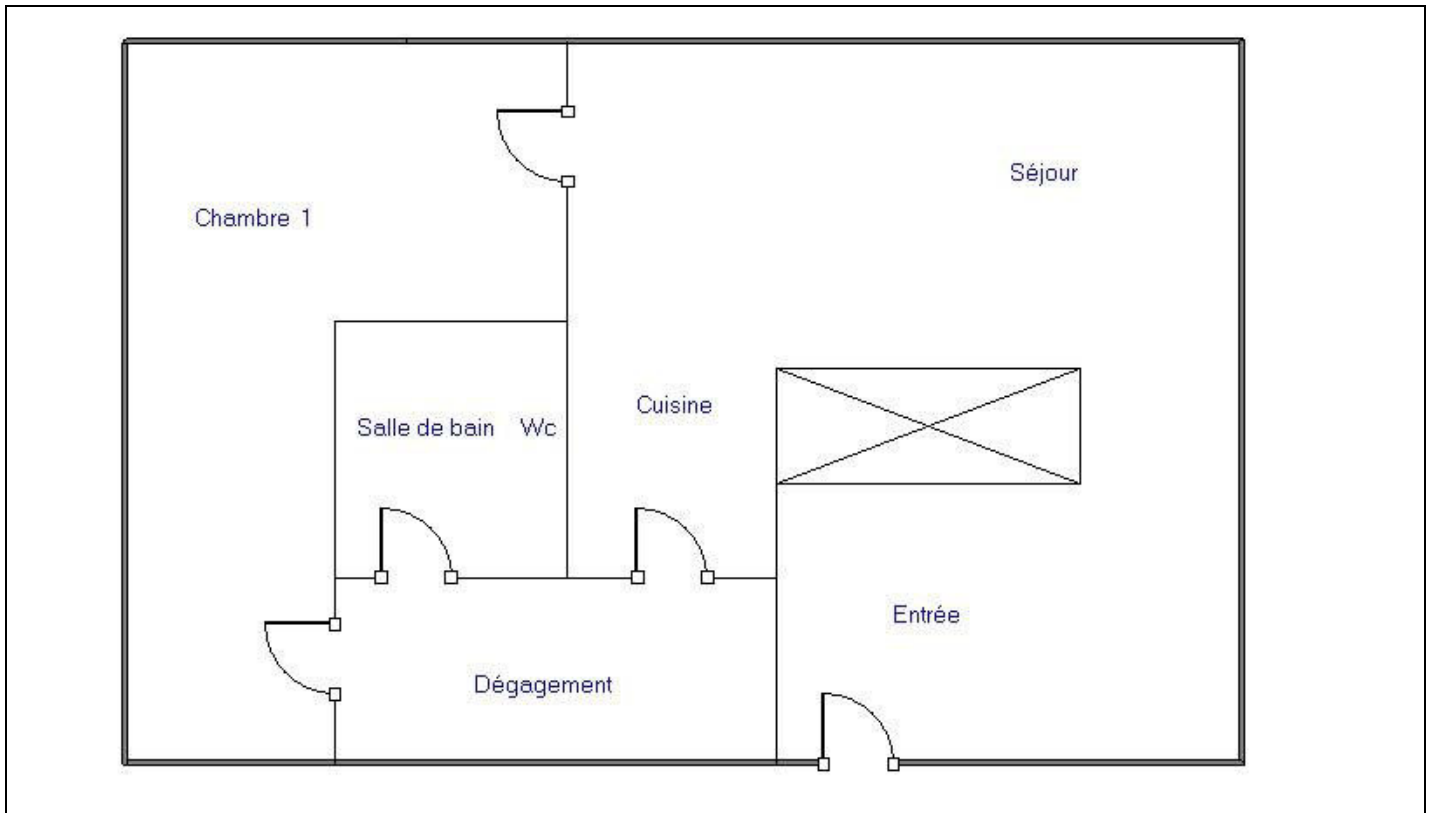 Séjour
Chambre 1
Cuisine
Salle de bain Wc
Entrée
Dégagement